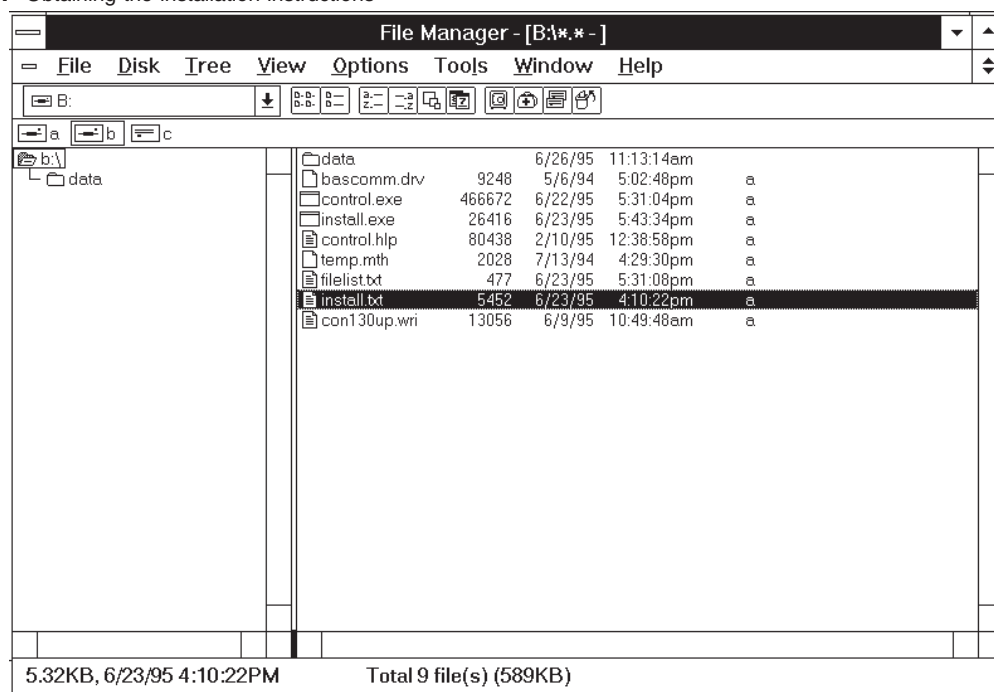 Obtaining the Installation Instructions
File Manager - [B:\*.* - ]
File Disk Tree View Options Tools Window Help
B:
a b c
b:\ data 6/26/95 11:13:14am
data bascomm.drv 9248 5/6/94 5:02:48pm a
control.exe 466672 6/22/95 5:31:04pm a
install.exe 26416 6/23/95 5:43:34pm a
control.hlp 80438 2/10/95 12:38:58pm a
temp.mth 2028 7/13/94 4:29:30pm a
filelist.txt 477 6/23/95 5:31:08pm a
install.txt 5452 6/23/95 4:10:22pm a
con130up.wri 13056 6/9/95 10:49:48am a
5.32KB, 6/23/95 4:10:22PM Total 9 file(s) (589KB)